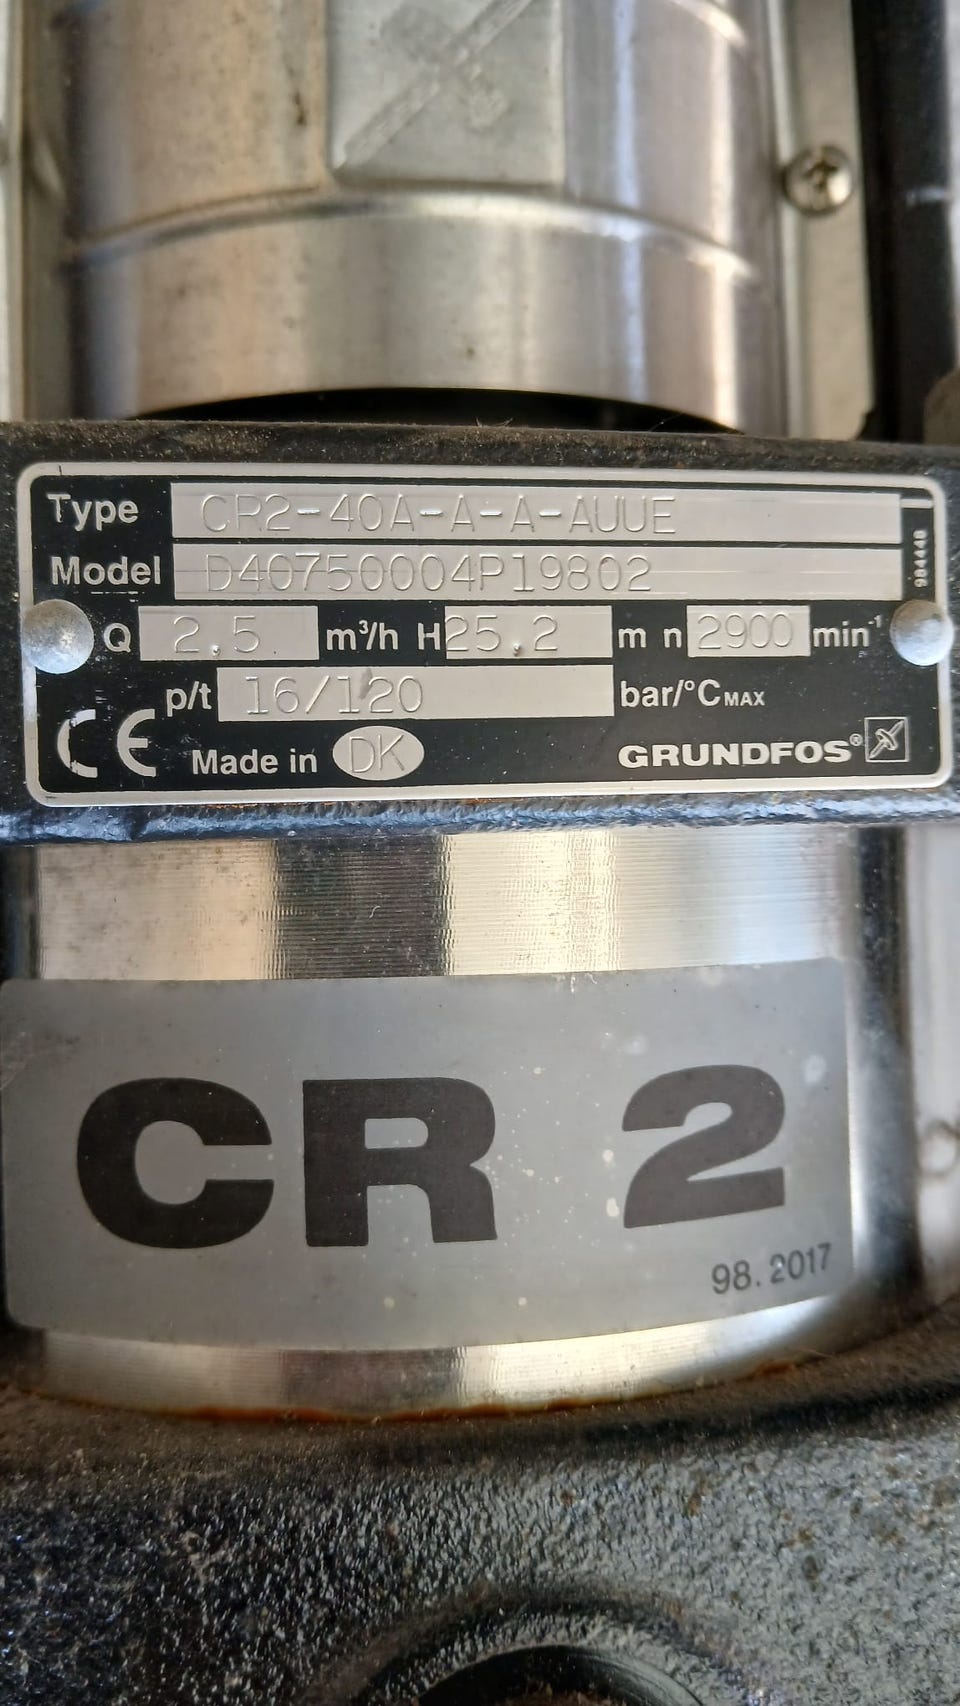 Type CR2-40A-A-A-AUUE
Model D40750004P19802
984440
Q 2,5 m³/h H 25,2 m n 2900 min⁻¹
p/t 16/120 bar/°C MAX
CE Made in DK GRUNDFOS®
CR 2
98.2017